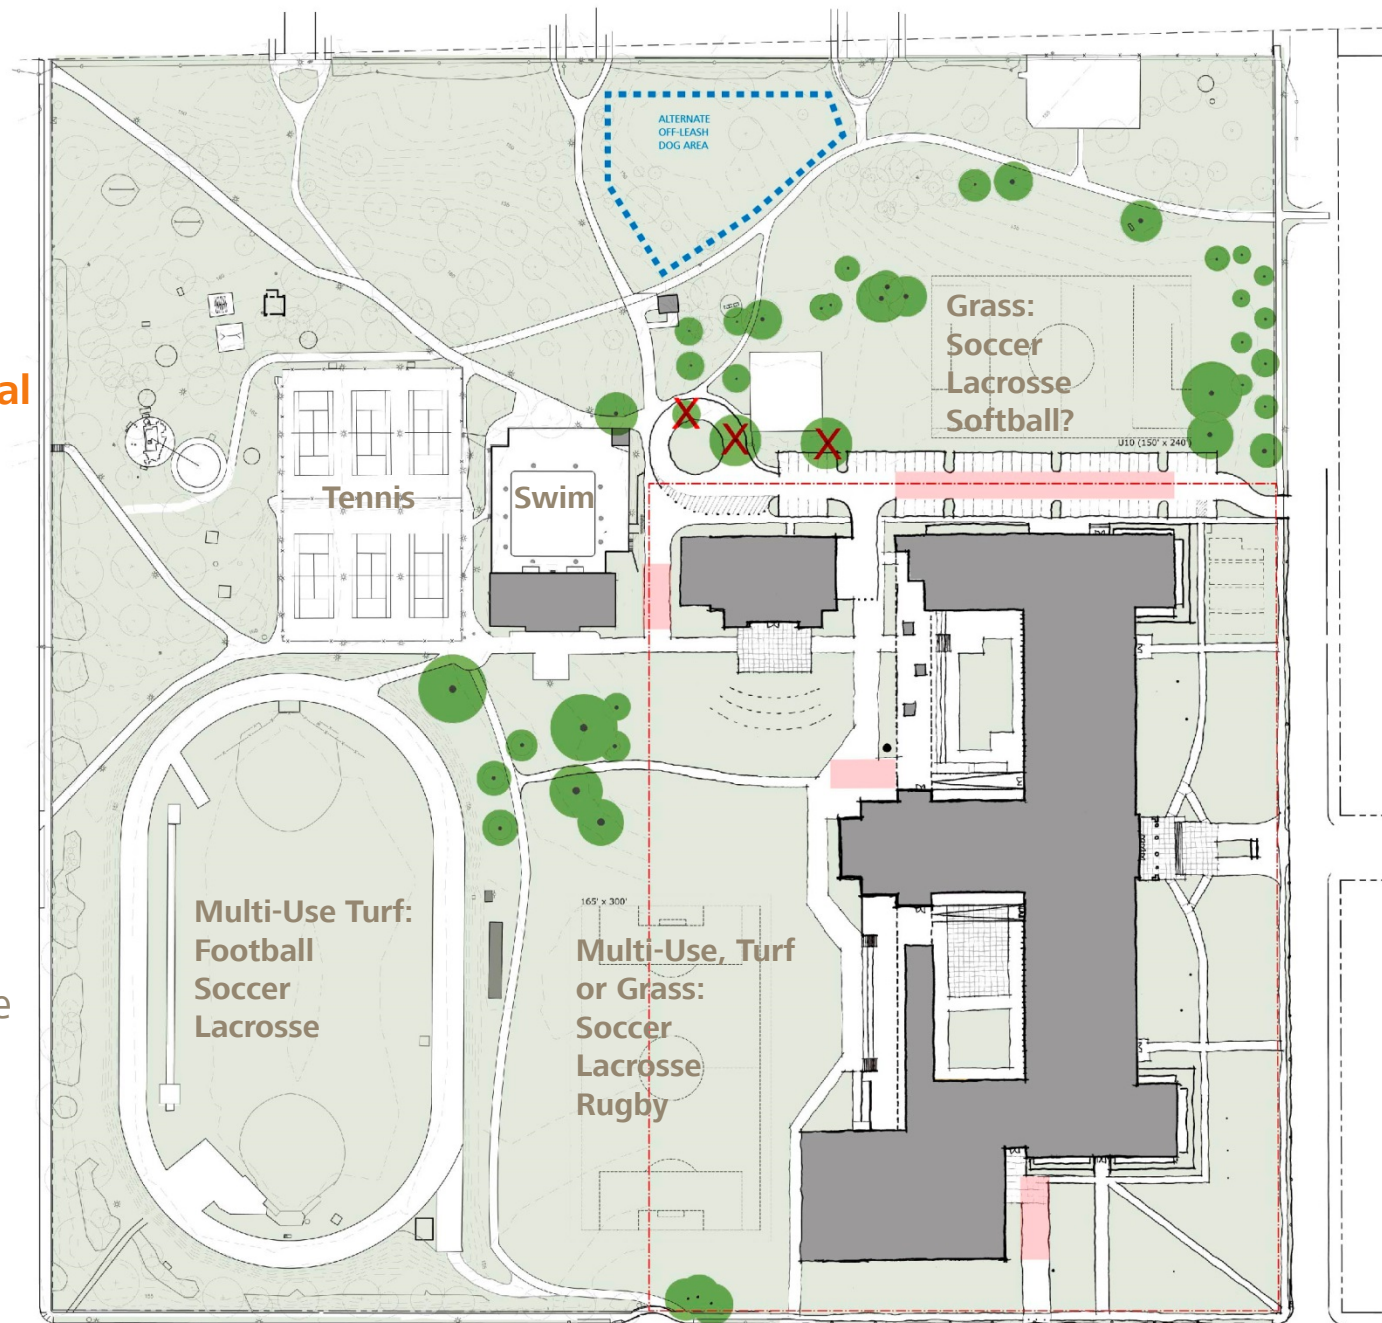 ALTERNATE
OFF-LEASH
DOG AREA
Grass:
Soccer
Lacrosse
Softball?
U10 (150' x 240')
al
Tennis
Swim
165' x 300'
Multi-Use Turf:
Football
Soccer
Lacrosse
Multi-Use, Turf
or Grass:
Soccer
Lacrosse
Rugby
e